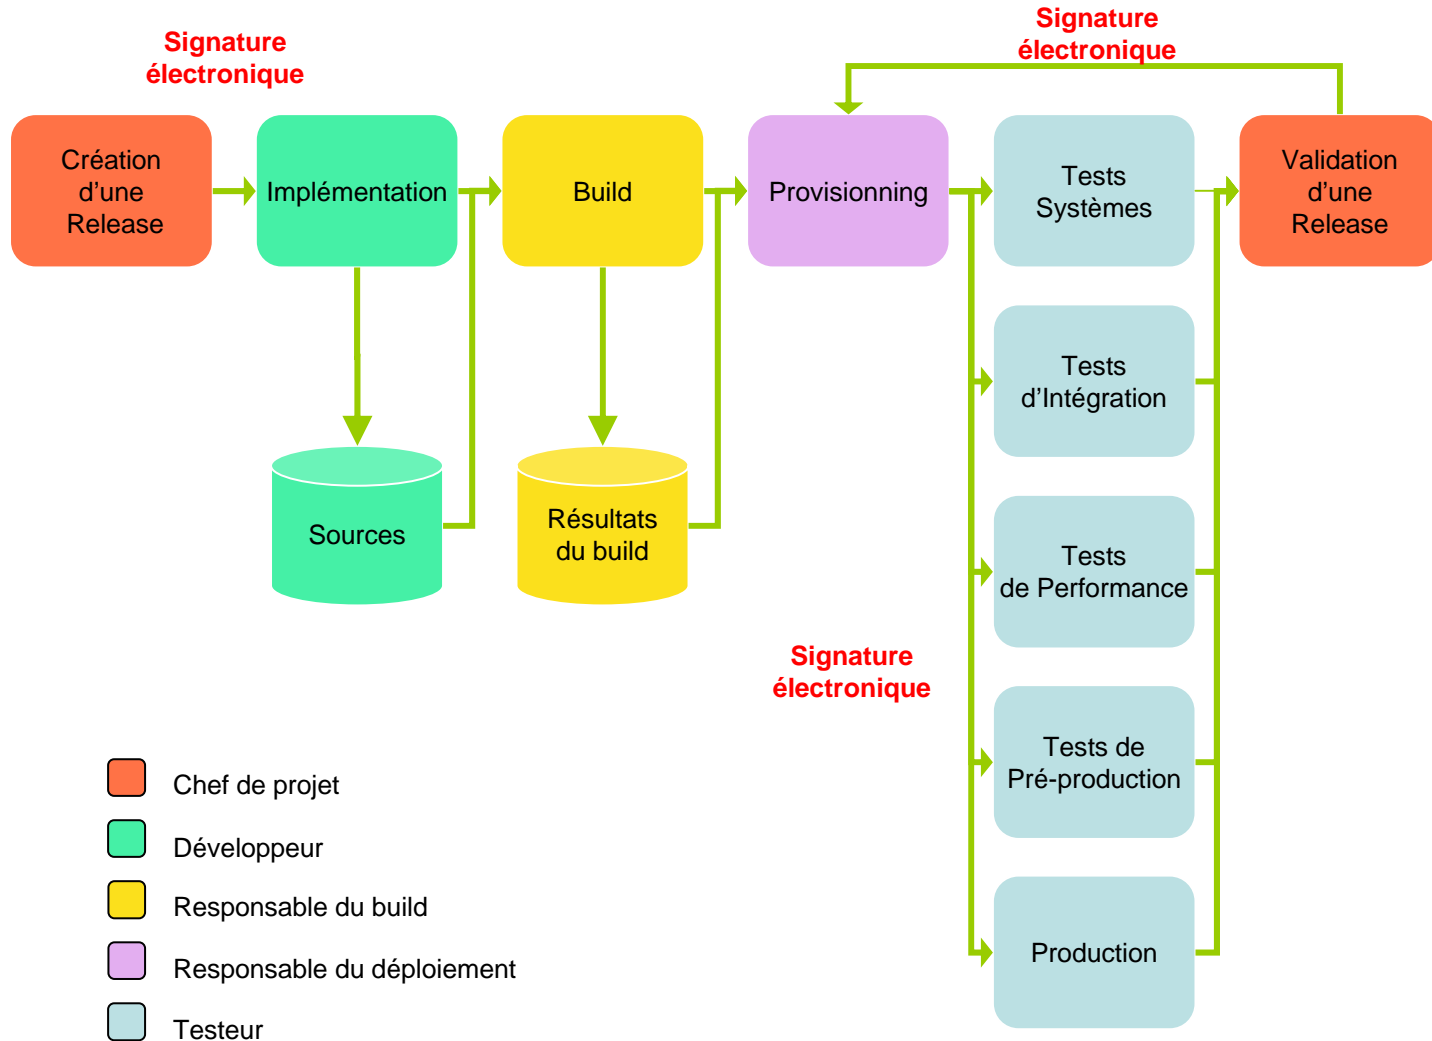 Signature
électronique
Signature
électronique
Création
d’une
Release
Implémentation
Build
Provisionning
Tests
Systèmes
Validation
d’une
Release
Tests
d’Intégration
Sources
Résultats
du build
Tests
de Performance
Signature
électronique
Tests de
Pré-production
Production
Chef de projet
Développeur
Responsable du build
Responsable du déploiement
Testeur